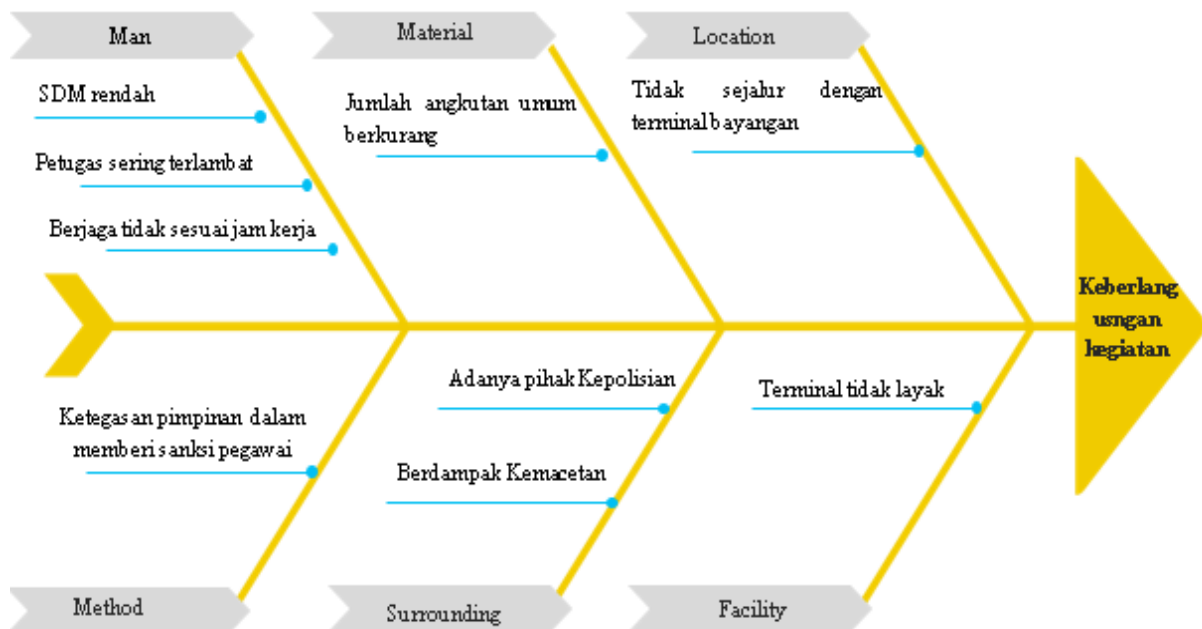 Man
Material
Location
SDM rendah
Petugas sering terlambat
Berjaga tidak sesuai jam kerja
Jumlah angkutan umum
berkurang
Tidak sejalur dengan
terminal bayangan
Keberlang
usngan
kegiatan
Ketegasan pimpinan dalam
memberi sanksi pegawai
Adanya pihak Kepolisian
Berdampak Kemacetan
Terminal tidak layak
Method
Surrounding
Facility